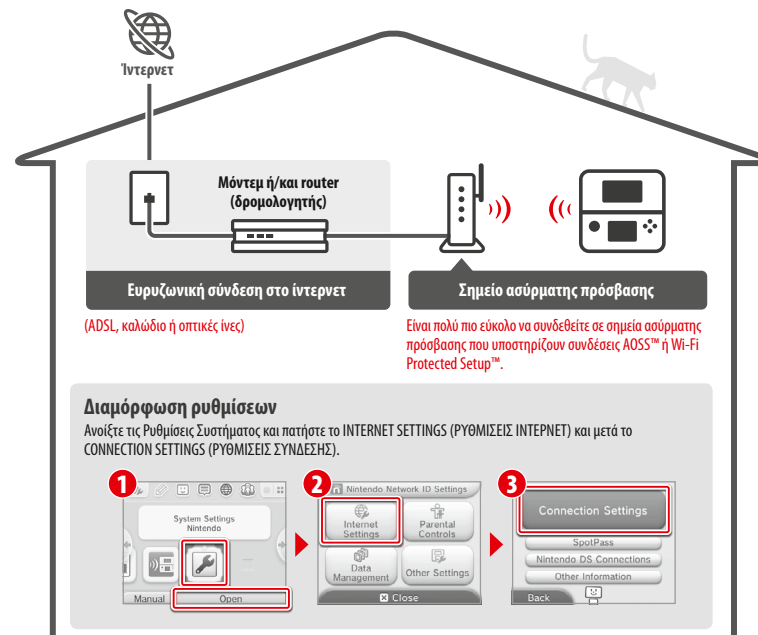 Ίντερνετ
Μόντεμ ή/και router
(δρομολογητής)
Ευρυζωνική σύνδεση στο ίντερνετ
Σημείο ασύρματης πρόσβασης
(ADSL, καλώδιο ή οπτικές ίνες)
Είναι πολύ πιο εύκολο να συνδεθείτε σε σημεία ασύρματης
πρόσβασης που υποστηρίζουν συνδέσεις AOSS™ ή Wi-Fi
Protected Setup™.
Διαμόρφωση ρυθμίσεων
Ανοίξτε τις Ρυθμίσεις Συστήματος και πατήστε το INTERNET SETTINGS (ΡΥΘΜΙΣΕΙΣ ΙΝΤΕΡΝΕΤ) και μετά το
CONNECTION SETTINGS (ΡΥΘΜΙΣΕΙΣ ΣΥΝΔΕΣΗΣ).
1
System Settings
Nintendo
Manual
Open
2
Nintendo Network ID Settings
Internet
Settings
Parental
Controls
Data
Management
Other Settings
Close
3
Connection Settings
SpotPass
Nintendo DS Connections
Other Information
Back